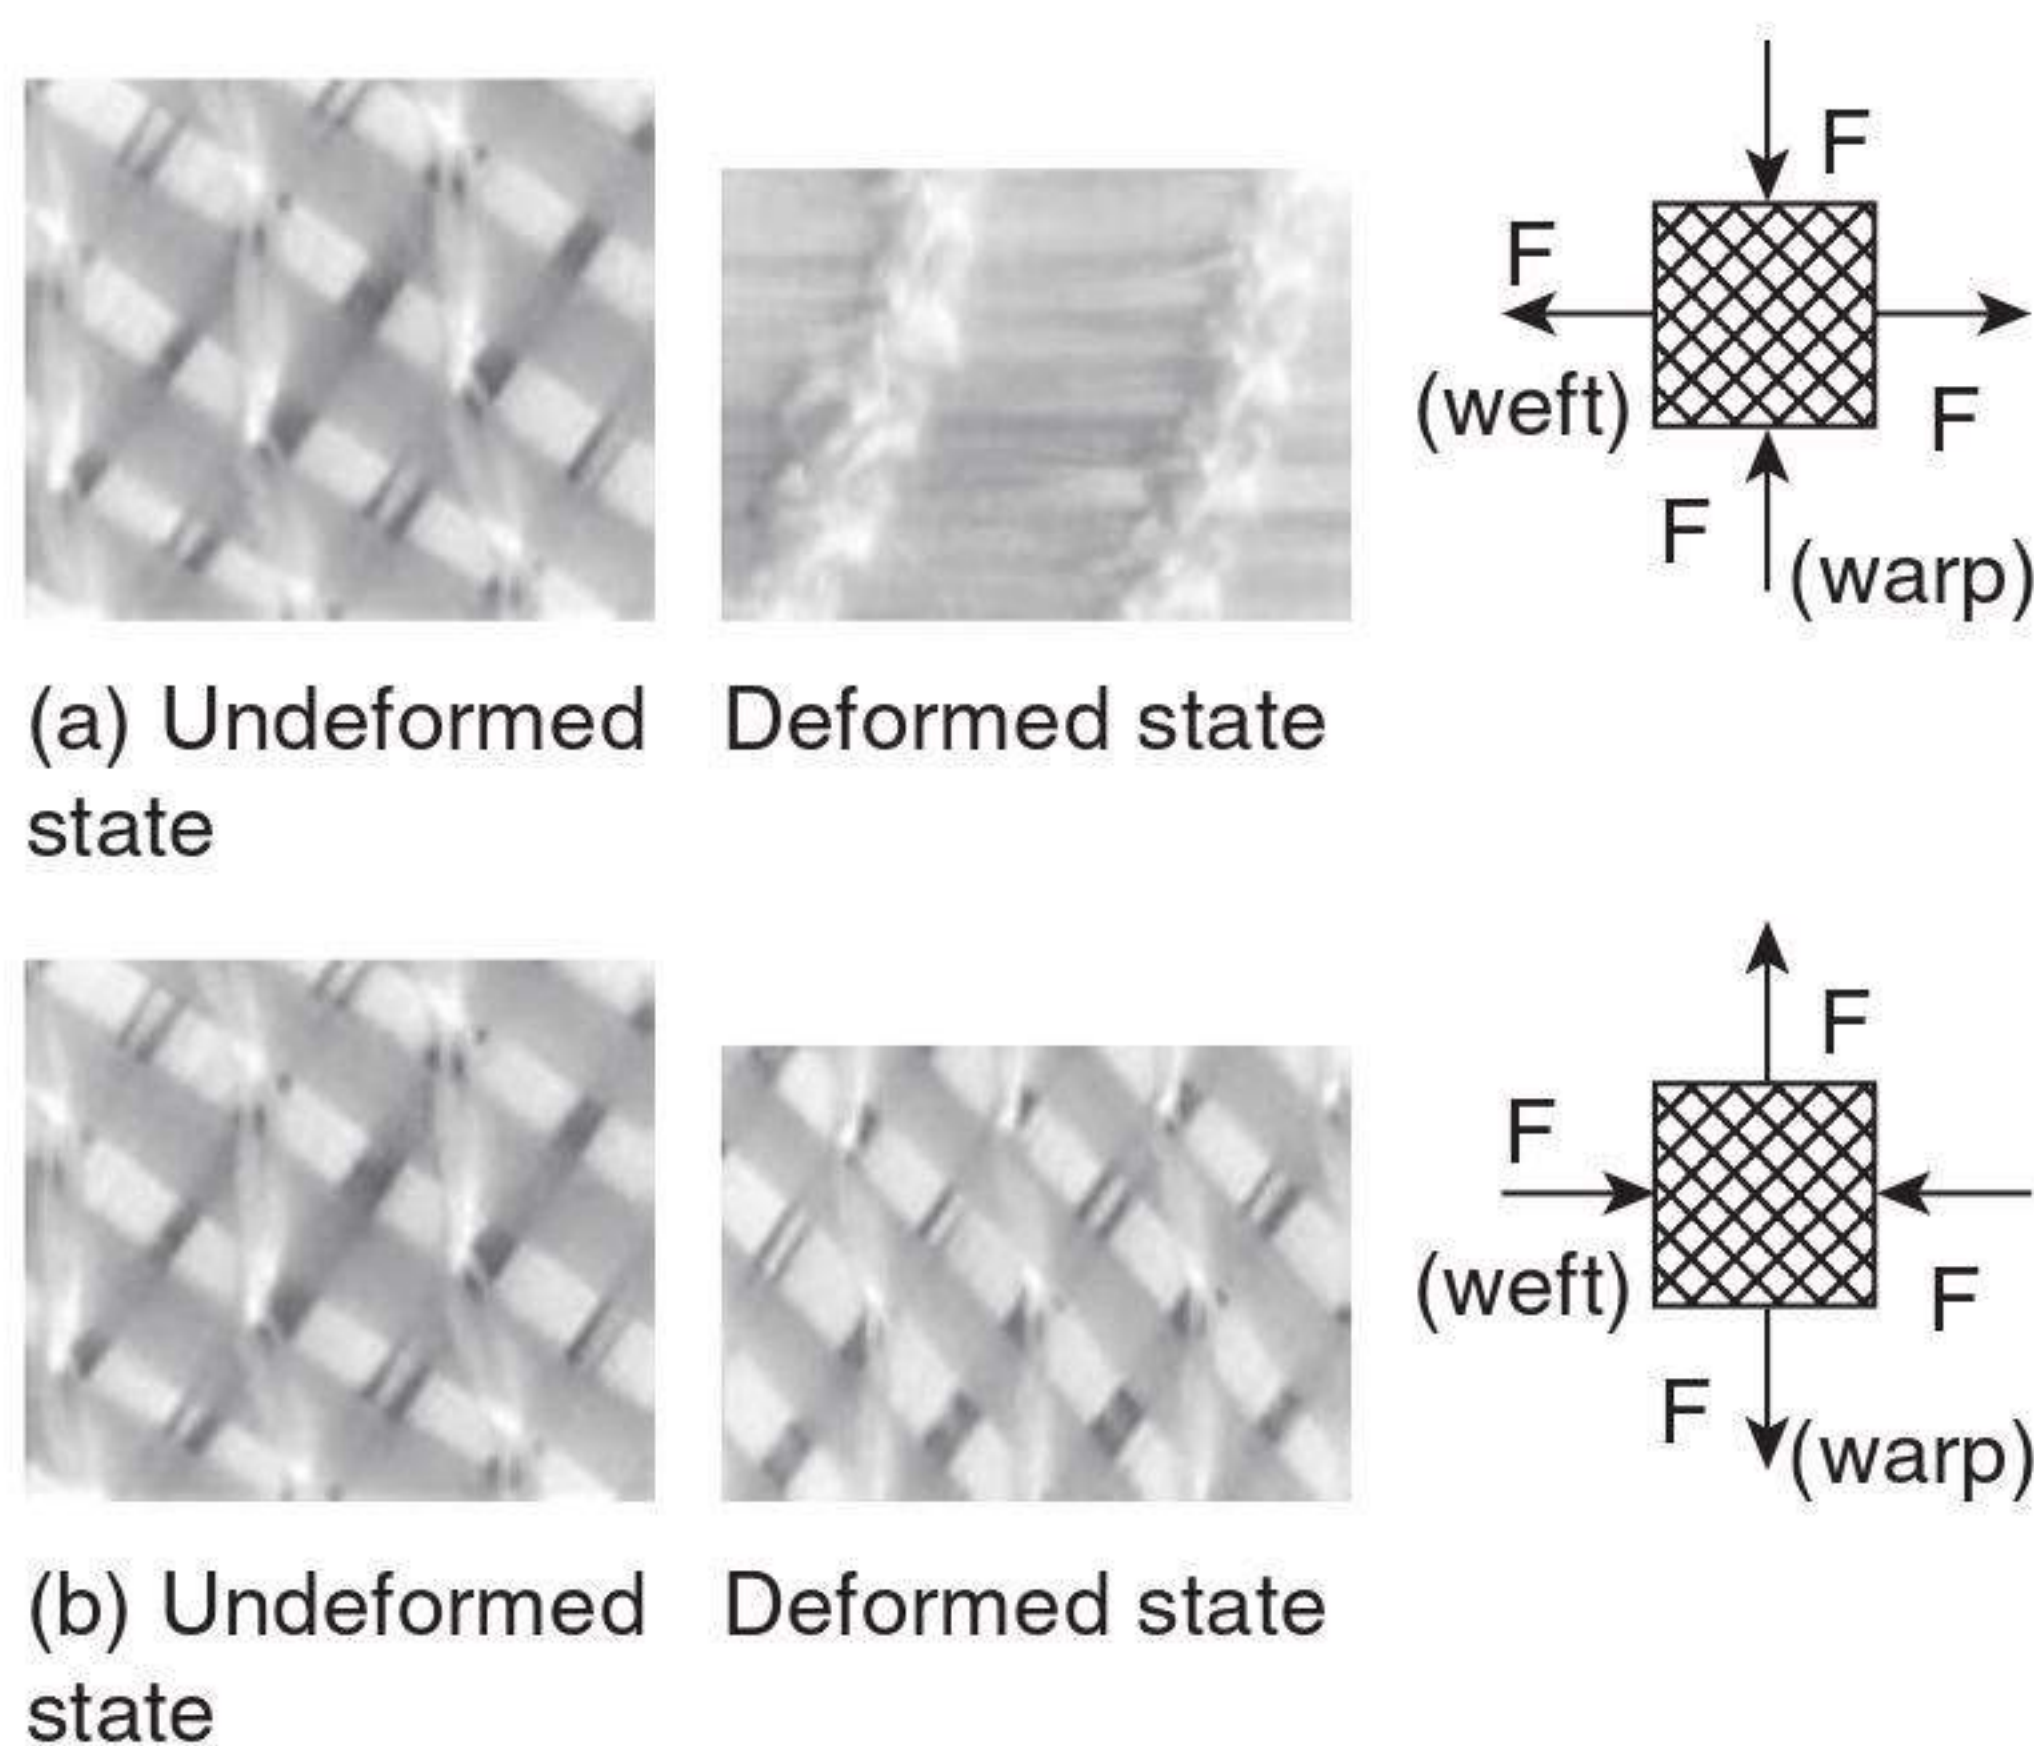 F
F
(weft)
F
F
(warp)
(a) Undeformed
state
Deformed state
F
F
(weft)
F
F
(warp)
(b) Undeformed
state
Deformed state